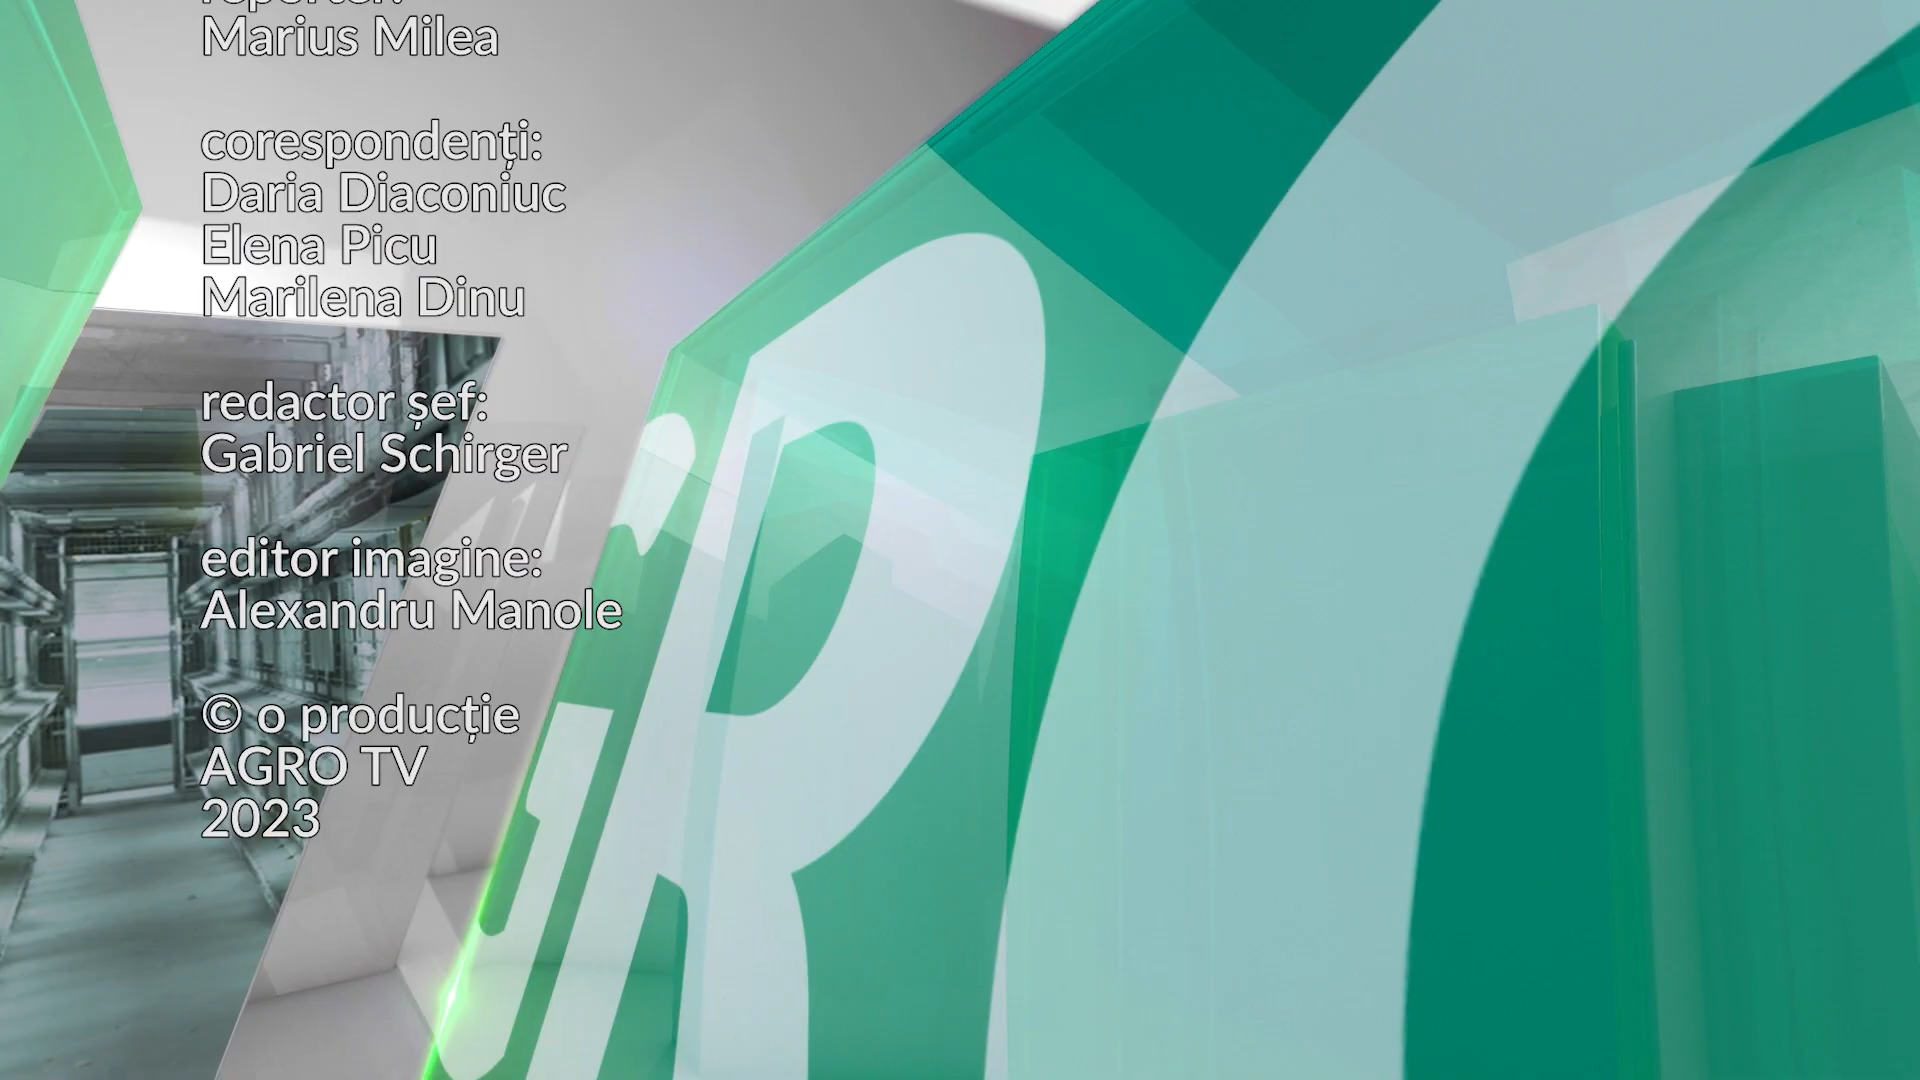 Marius Milea
corespondenți:
Daria Diaconiuc
Elena Picu
Marilena Dinu
redactor șef:
Gabriel Schirger
editor imagine:
Alexandru Manole
© o producție
AGRO TV
2023
GRO